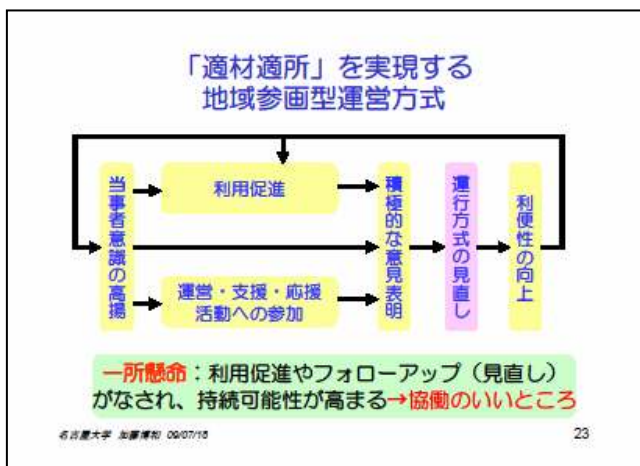 「適材適所」を実現する
地域参画型運営方式
当事者意識の高揚
利用促進
運営・支援・応援
活動への参加
積極的な意見表明
運行方式の見直し
利便性の向上
一所懸命：利用促進やフォローアップ（見直し）
がなされ、持続可能性が高まる→協働のいいところ
名古屋大学 加藤博和 09/07/18
23